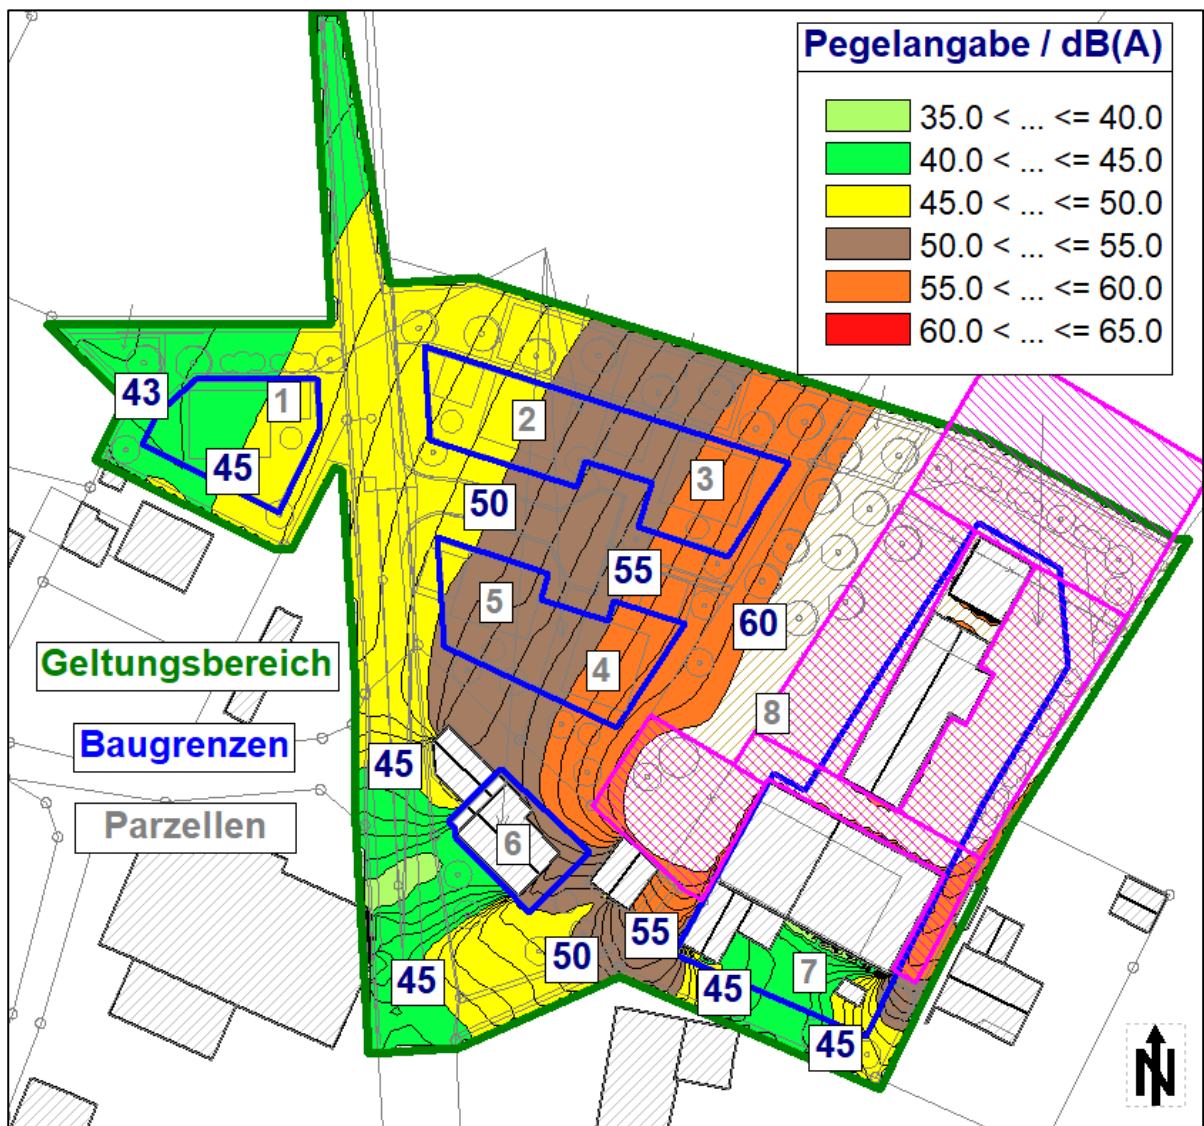 Pegelangabe / dB(A)
35.0 < ... <= 40.0
40.0 < ... <= 45.0
45.0 < ... <= 50.0
50.0 < ... <= 55.0
55.0 < ... <= 60.0
60.0 < ... <= 65.0
43
1
2
45
3
50
55
5
60
4
Geltungsbereich
8
Baugrenzen
45
Parzellen
6
55
50
7
45
45
45
N